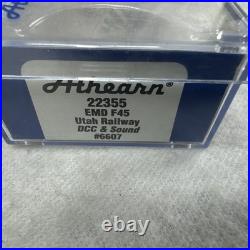 Athearn
22355
EMD F45
Utah Railway
DCC & Sound
#6607